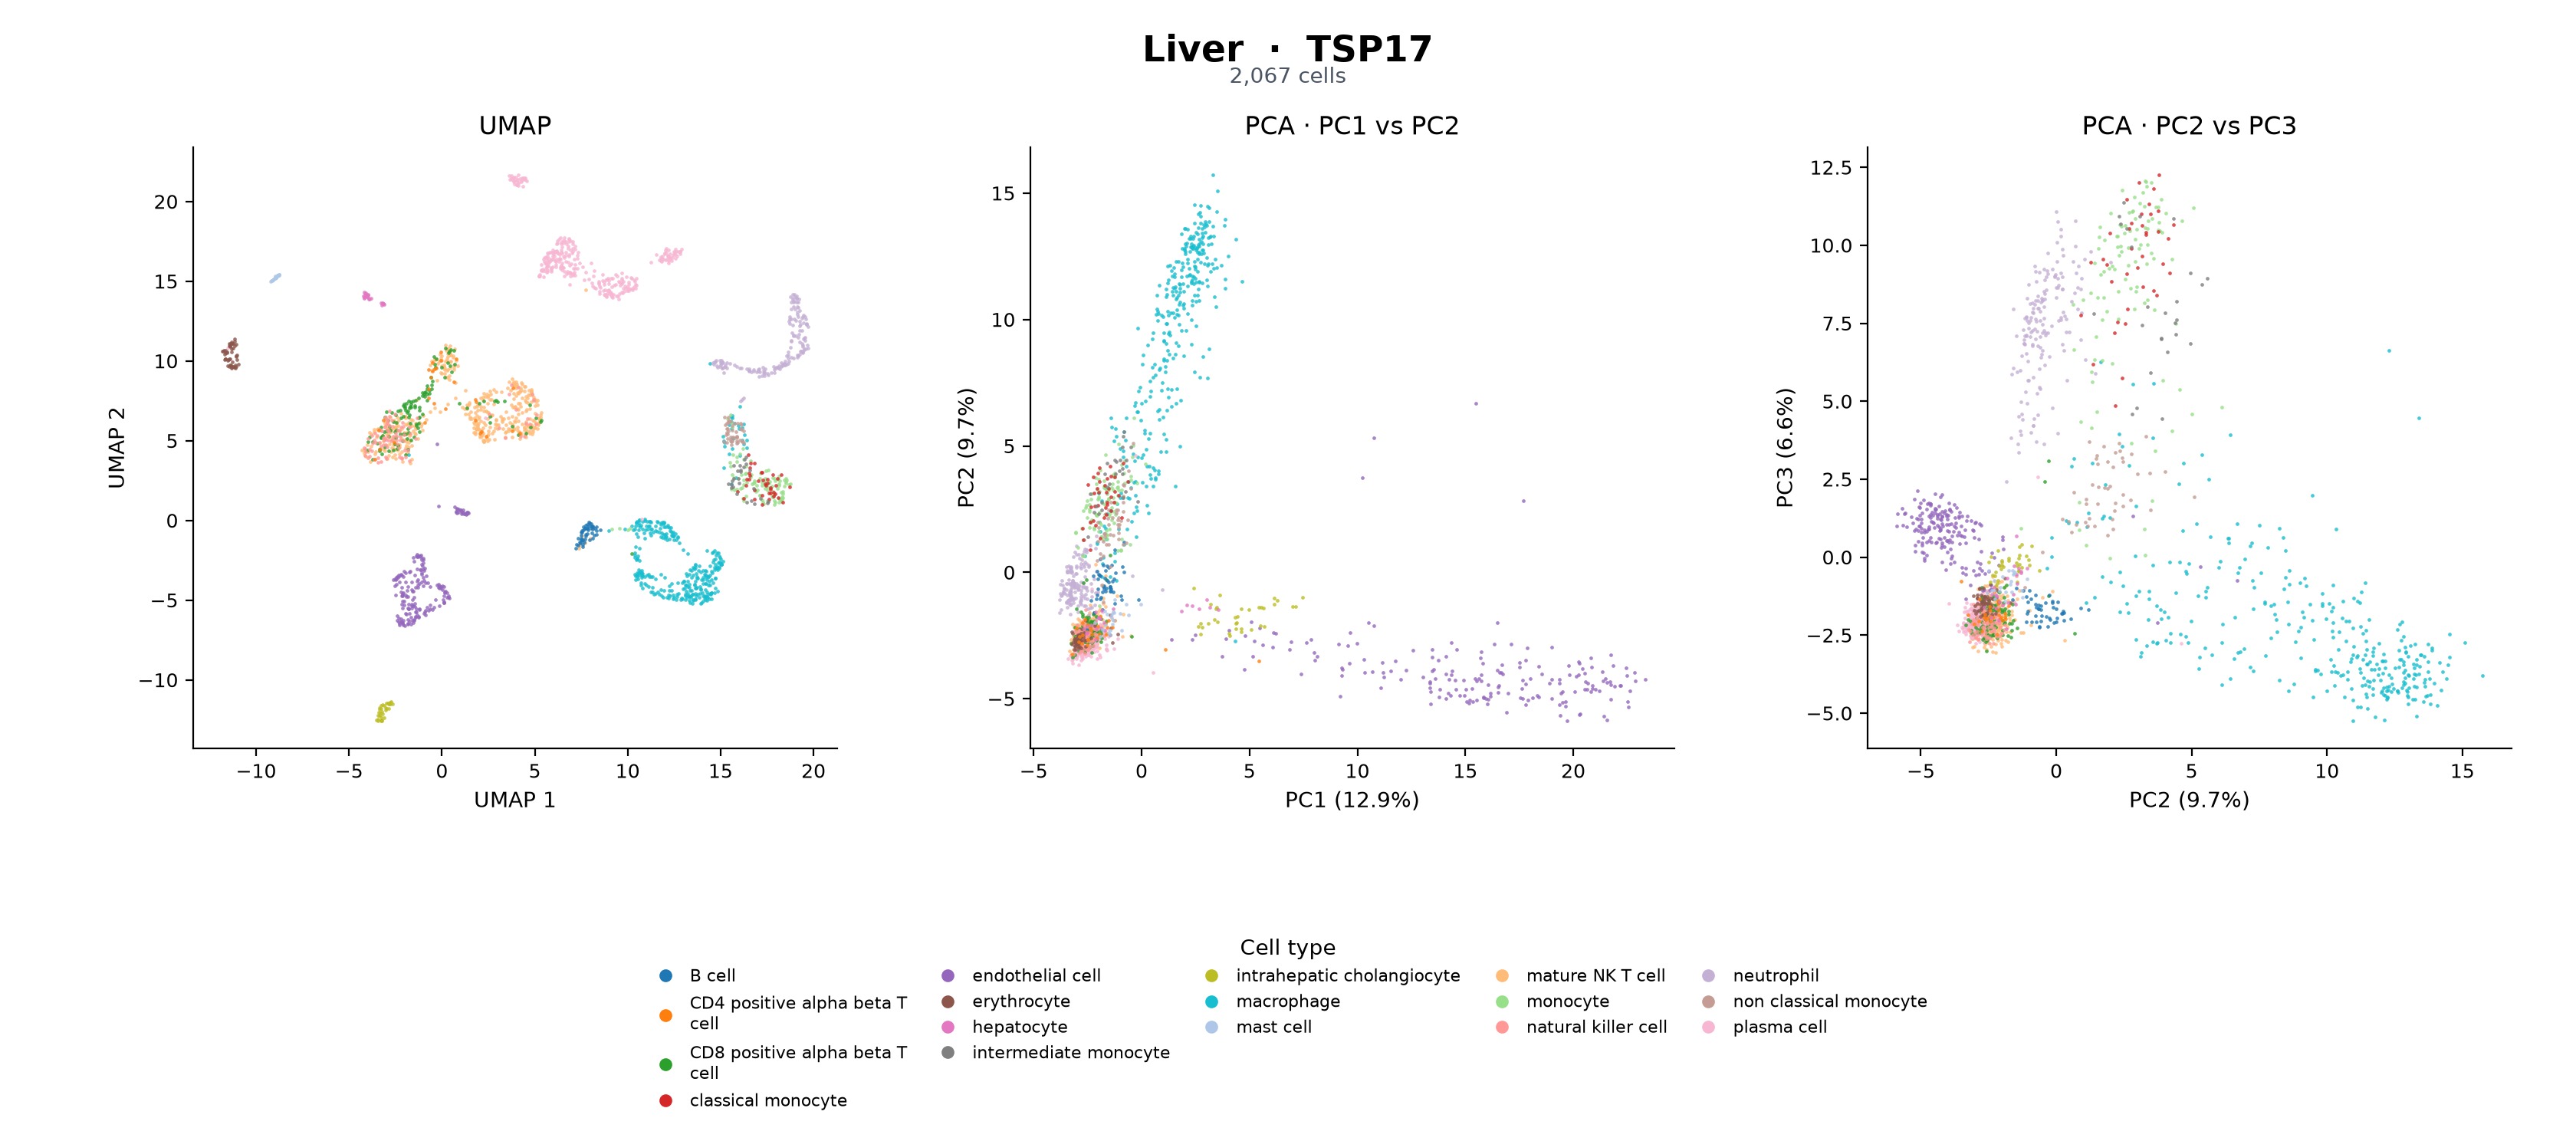 Liver · TSP17
2,067 cells
UMAP
20
15
10
5
0
−5
−10
−10
−5
0
5
10
15
20
UMAP 2
UMAP 1
PCA · PC1 vs PC2
15
10
5
0
−5
−5
0
5
10
15
20
PC2 (9.7%)
PC1 (12.9%)
PCA · PC2 vs PC3
12.5
10.0
7.5
5.0
2.5
0.0
−2.5
−5.0
−5
0
5
10
15
PC3 (6.6%)
PC2 (9.7%)
Cell type
B cell
CD4 positive alpha beta T
cell
CD8 positive alpha beta T
cell
classical monocyte
endothelial cell
erythrocyte
hepatocyte
intermediate monocyte
intrahepatic cholangiocyte
macrophage
mast cell
mature NK T cell
monocyte
natural killer cell
neutrophil
non classical monocyte
plasma cell